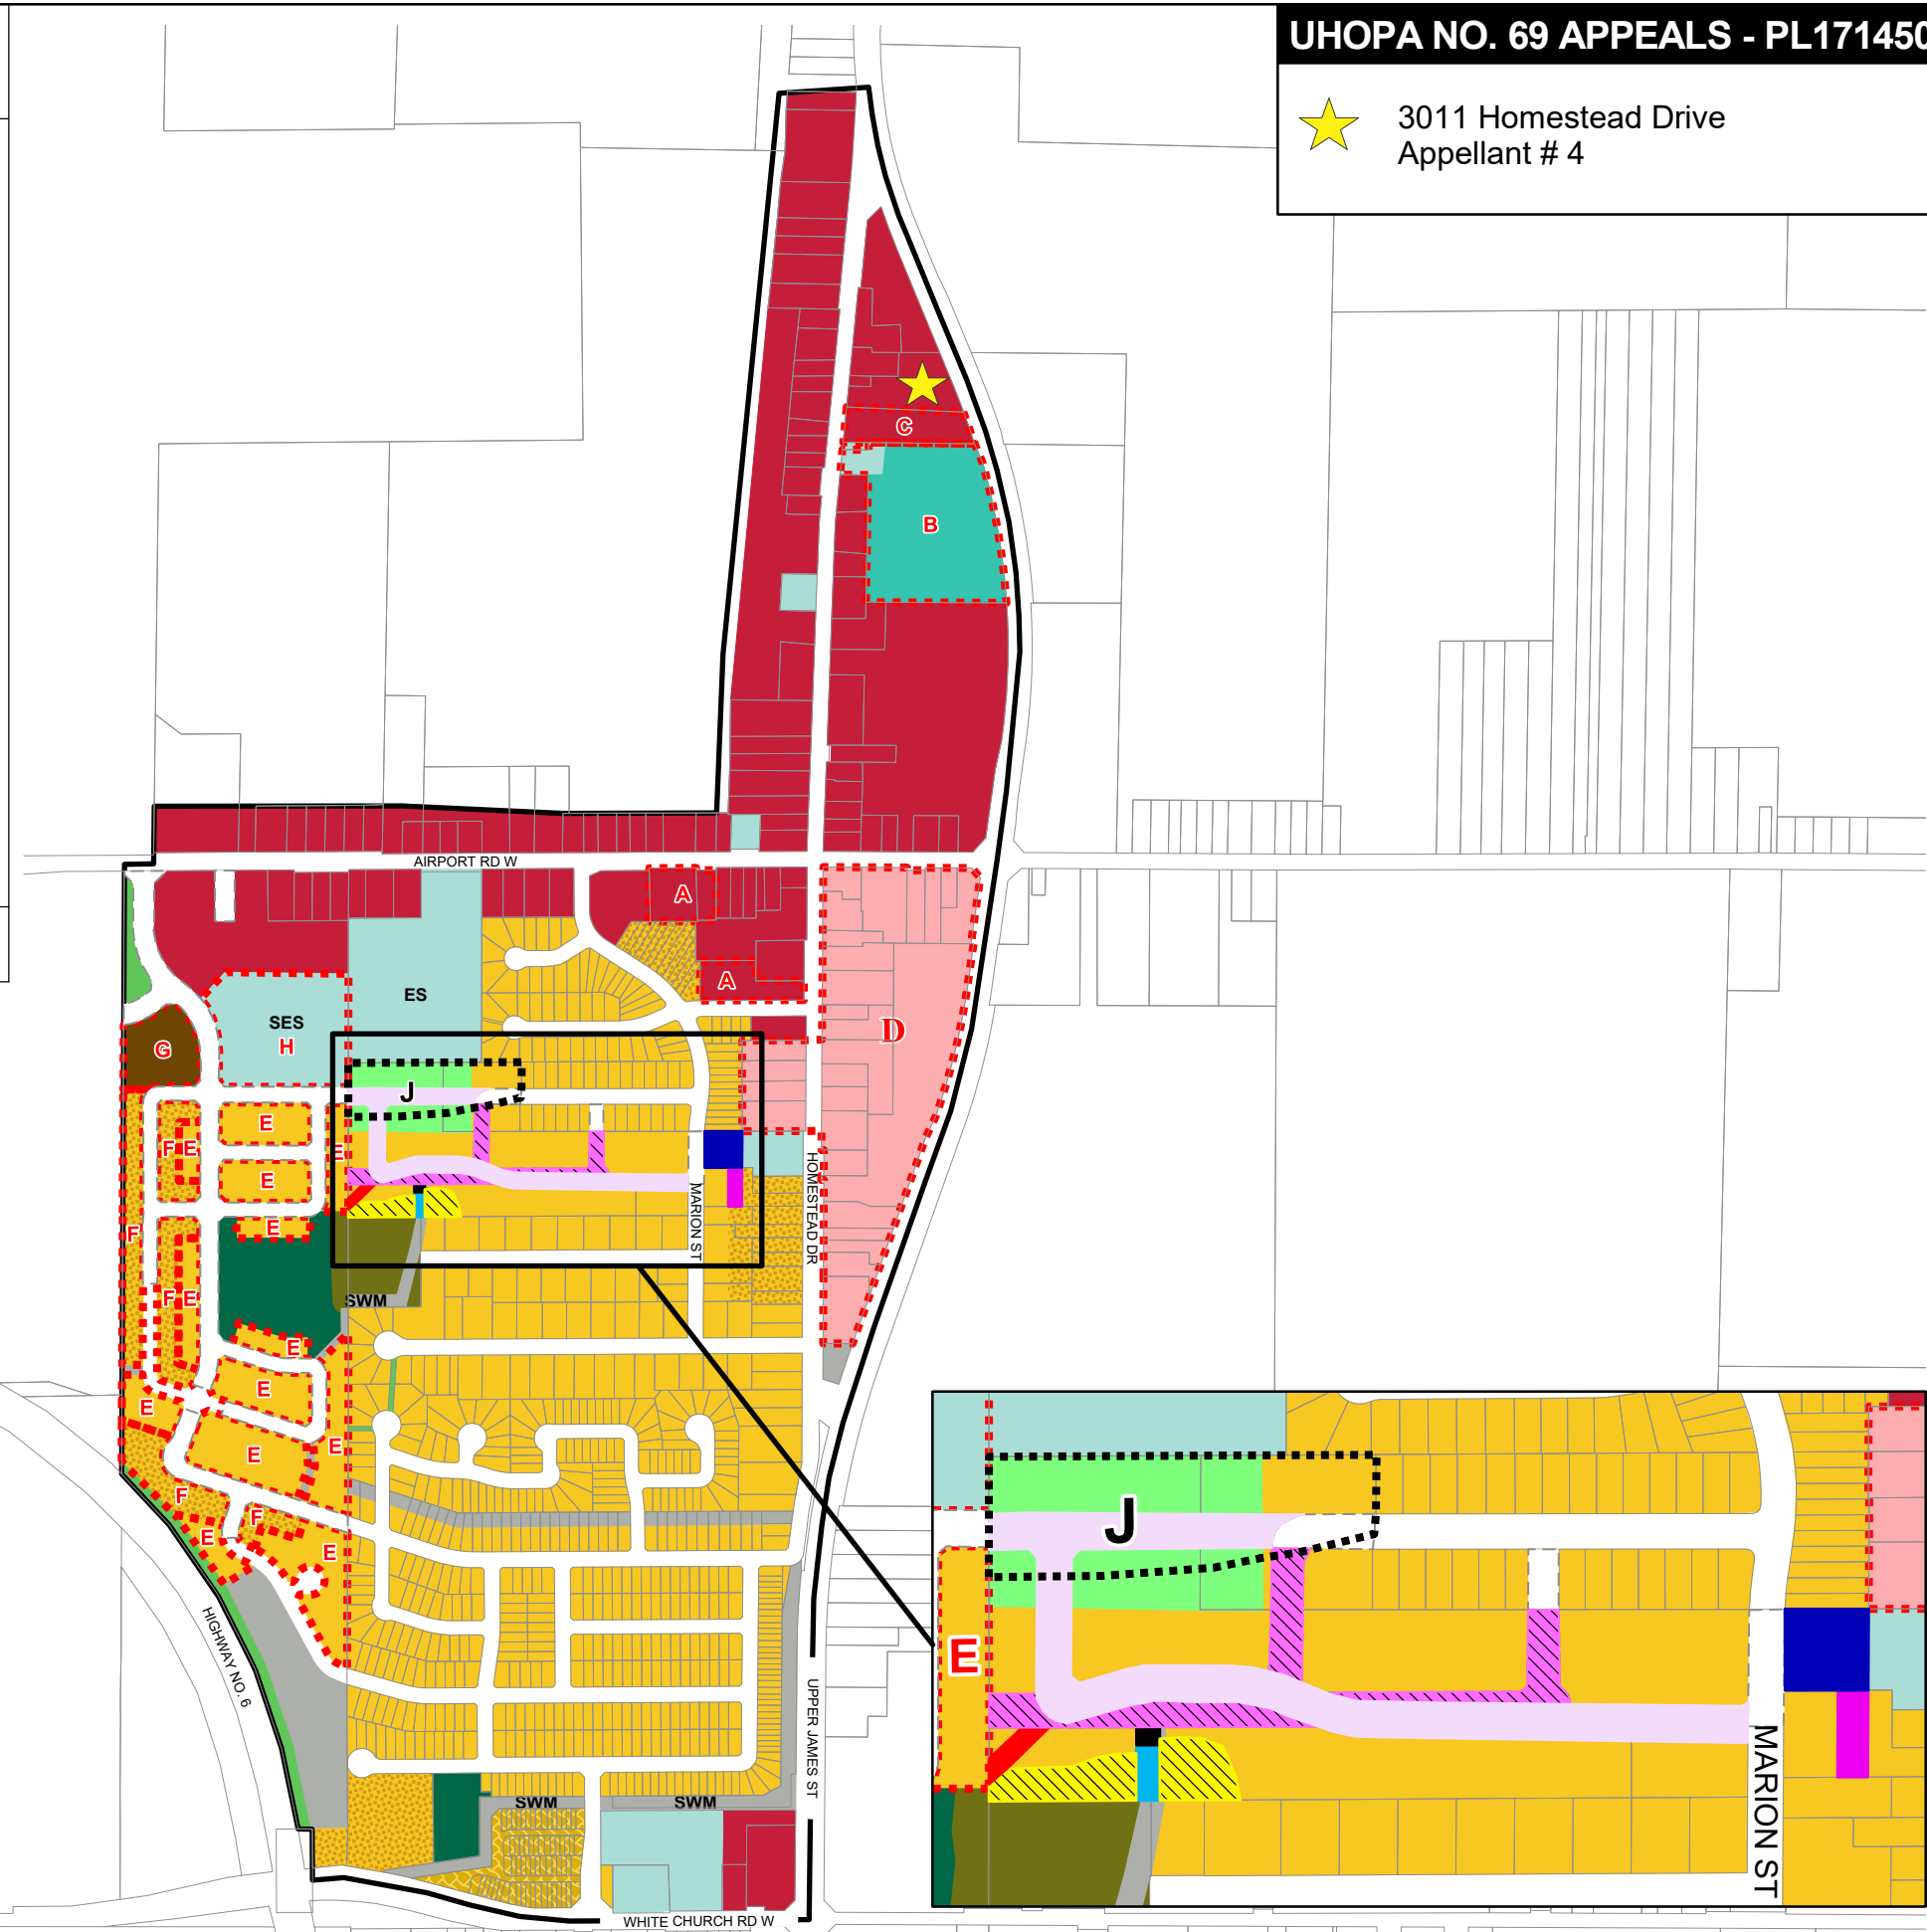 UHOPA NO. 69 APPEALS - PL171450
3011 Homestead Drive
Appellant # 4
C
B
AIRPORT RD W
A
ES
A
SES
H
D
G
J
E
F E
E
E
HOMESTEAD DR
MARION ST
E
F
F E
SWM
E
E
E
E
E
F
F
E
E
HIGHWAY NO. 6
UPPER JAMES ST
SWM
SWM
WHITE CHURCH RD W
J
E
MARION ST